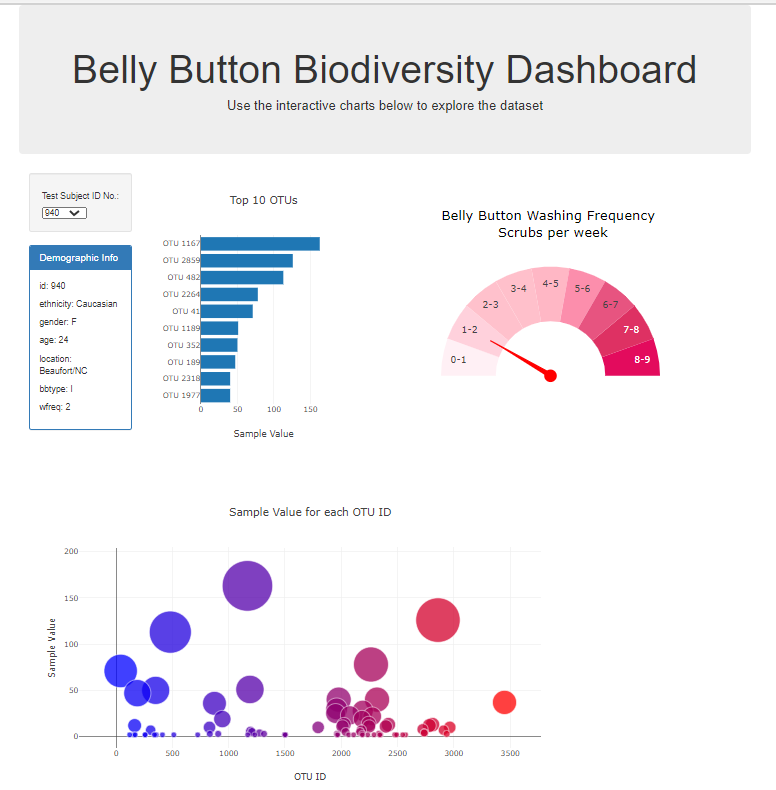 Belly Button Biodiversity Dashboard
Use the interactive charts below to explore the dataset
Test Subject ID No.:
940
Demographic Info
id: 940
ethnicity: Caucasian
gender: F
age: 24
location:
Beaufort/NC
bbtype: I
wfreq: 2
Top 10 OTUs
OTU 1167
OTU 2859
OTU 482
OTU 2264
OTU 41
OTU 1189
OTU 352
OTU 189
OTU 2318
OTU 1977
0 50 100 150
Sample Value
Belly Button Washing Frequency
Scrubs per week
0-1
1-2
2-3
3-4
4-5
5-6
6-7
7-8
8-9
Sample Value for each OTU ID
200
150
100
50
0
Sample Value
0 500 1000 1500 2000 2500 3000 3500
OTU ID